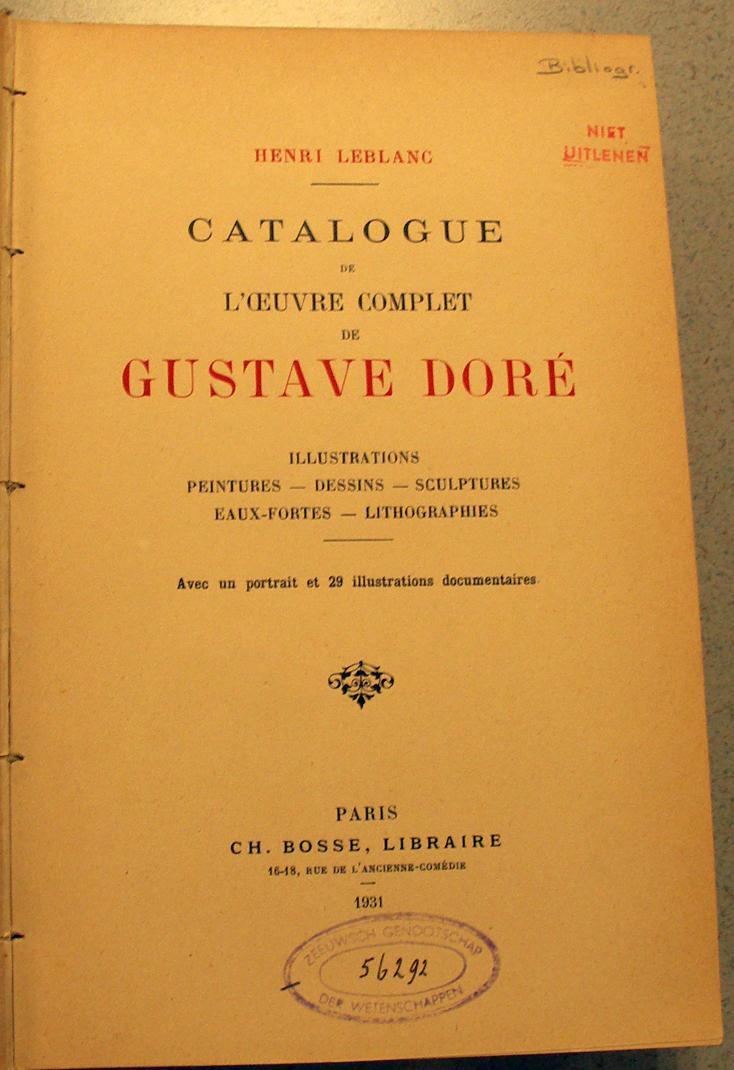 Bibliogr.
NIET
UITLENEN
HENRI LEBLANC
CATALOGUE
DE
L'ŒUVRE COMPLET
DE
GUSTAVE DORÉ
ILLUSTRATIONS
PEINTURES — DESSINS — SCULPTURES
EAUX-FORTES — LITHOGRAPHIES
Avec un portrait et 29 illustrations documentaires
PARIS
CH. BOSSE, LIBRAIRE
16-18, RUE DE L'ANCIENNE-COMÉDIE
1931
ZEEUWSCH GENOOTSCHAP
56292
DER WETENSCHAPPEN